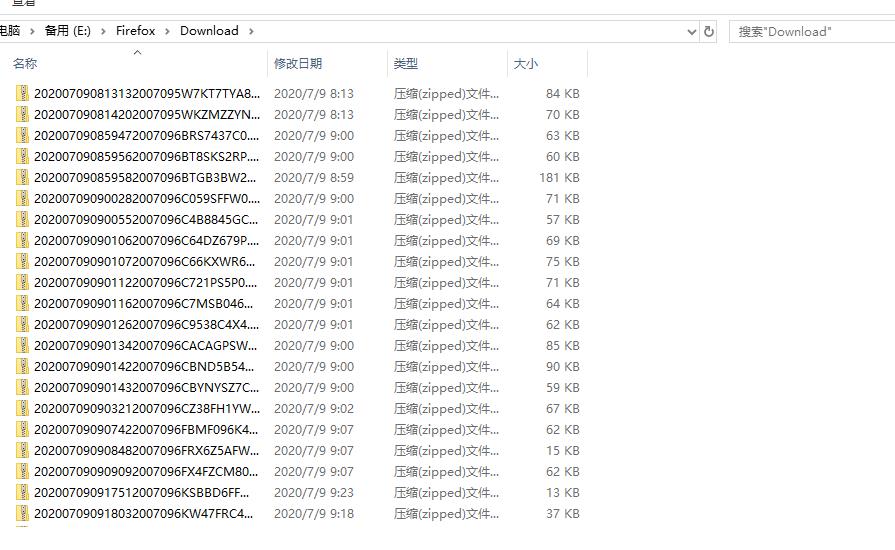 查看
电脑 › 备用 (E:) › Firefox › Download ›
搜索"Download"
名称 修改日期 类型 大小
202007090813132007095W7KT7TYA8... 2020/7/9 8:13 压缩(zipped)文件... 84 KB
202007090814202007095WKZMZZYN... 2020/7/9 8:13 压缩(zipped)文件... 70 KB
202007090859472007096BRS7437C0.... 2020/7/9 9:00 压缩(zipped)文件... 63 KB
202007090859562007096BT8SKS2RP.... 2020/7/9 9:00 压缩(zipped)文件... 60 KB
202007090859582007096BTGB3BW2... 2020/7/9 8:59 压缩(zipped)文件... 181 KB
202007090900282007096C059SFFW0.... 2020/7/9 9:00 压缩(zipped)文件... 71 KB
202007090900552007096C4B8845GC... 2020/7/9 9:01 压缩(zipped)文件... 57 KB
202007090901062007096C64DZ679P.... 2020/7/9 9:01 压缩(zipped)文件... 69 KB
202007090901072007096C66KXWR6... 2020/7/9 9:01 压缩(zipped)文件... 75 KB
202007090901122007096C721PS5P0.... 2020/7/9 9:01 压缩(zipped)文件... 71 KB
202007090901162007096C7MSB046... 2020/7/9 9:01 压缩(zipped)文件... 64 KB
202007090901262007096C9538C4X4.... 2020/7/9 9:01 压缩(zipped)文件... 62 KB
202007090901342007096CACAGPSW... 2020/7/9 9:00 压缩(zipped)文件... 85 KB
202007090901422007096CBND5B54... 2020/7/9 9:00 压缩(zipped)文件... 90 KB
202007090901432007096CBYNYSZ7C... 2020/7/9 9:00 压缩(zipped)文件... 59 KB
202007090903212007096CZ38FH1YW... 2020/7/9 9:02 压缩(zipped)文件... 67 KB
202007090907422007096FBMF096K4... 2020/7/9 9:07 压缩(zipped)文件... 62 KB
202007090908482007096FRX6Z5AFW... 2020/7/9 9:07 压缩(zipped)文件... 15 KB
202007090909092007096FX4FZCM80... 2020/7/9 9:07 压缩(zipped)文件... 62 KB
202007090917512007096KSBBD6FF... 2020/7/9 9:23 压缩(zipped)文件... 13 KB
202007090918032007096KW47FRC4... 2020/7/9 9:18 压缩(zipped)文件... 37 KB